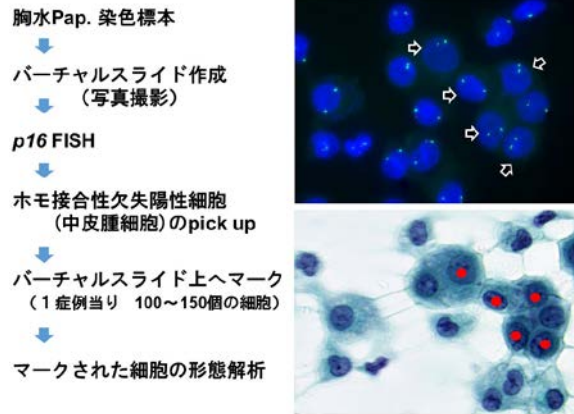 胸水Pap. 染色標本
バーチャルスライド作成
（写真撮影）
p16 FISH
ホモ接合性欠失陽性細胞
（中皮腫細胞）のpick up
バーチャルスライド上へマーク
（１症例当り　100～150個の細胞）
マークされた細胞の形態解析